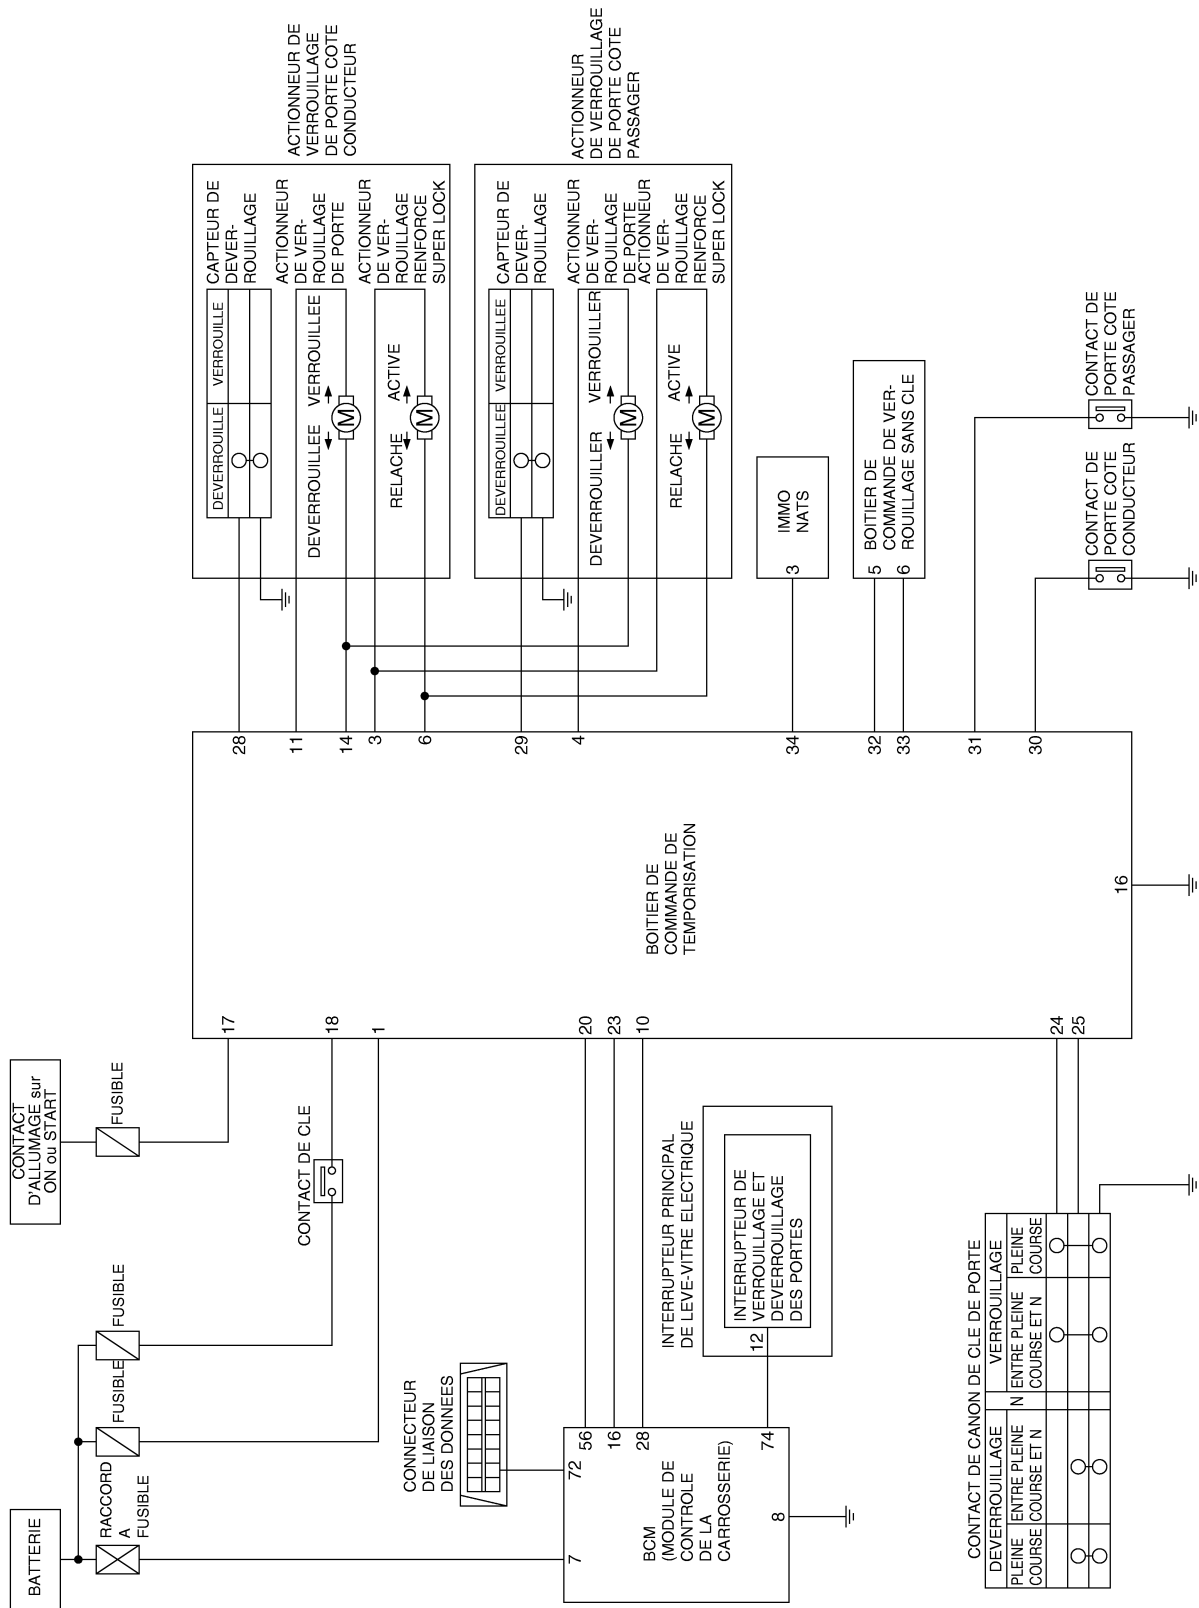 BATTERIE
RACCORD
A
FUSIBLE
FUSIBLE
FUSIBLE
CONTACT
D'ALLUMAGE sur
ON ou START
FUSIBLE
CONTACT DE CLE
17
18
1
20
23
10
24
25
BOITIER DE
COMMANDE DE
TEMPORISATION
16
28
11
14
3
6
29
4
34
32
33
31
30
CAPTEUR DE
DEVER-
ROUILLAGE
DEVERROUILLE
VERROUILLE
ACTIONNEUR
DE VER-
ROUILLAGE
DE PORTE
DEVERROUILLEE
VERROUILLEE
M
ACTIONNEUR
DE VER-
ROUILLAGE
RENFORCE
SUPER LOCK
RELACHE
ACTIVE
M
ACTIONNEUR DE
VERROUILLAGE
DE PORTE COTE
CONDUCTEUR
CAPTEUR DE
DEVER-
ROUILLAGE
DEVERROUILLEE
VERROUILLEE
ACTIONNEUR
DE VER-
ROUILLAGE
DE PORTE
DEVERROUILLER
VERROUILLER
M
ACTIONNEUR
DE VER-
ROUILLAGE
RENFORCE
SUPER LOCK
RELACHE
ACTIVE
M
ACTIONNEUR
DE VERROUILLAGE
DE PORTE COTE
PASSAGER
3
IMMO
NATS
5
6
BOITIER DE
COMMANDE DE VER-
ROUILLAGE SANS CLE
CONTACT DE
PORTE COTE
PASSAGER
CONTACT DE
PORTE COTE
CONDUCTEUR
CONNECTEUR
DE LIAISON
DES DONNEES
7
72
56
16
28
74
8
BCM
(MODULE DE
CONTROLE
DE LA
CARROSSERIE)
INTERRUPTEUR PRINCIPAL
DE LEVE-VITRE ELECTRIQUE
12
INTERRUPTEUR DE
VERROUILLAGE ET
DEVERROUILLAGE
DES PORTES
CONTACT DE CANON DE CLE DE PORTE
DEVERROUILLAGE
N
VERROUILLAGE
PLEINE
COURSE
ENTRE PLEINE
COURSE ET N
ENTRE PLEINE
COURSE ET N
PLEINE
COURSE